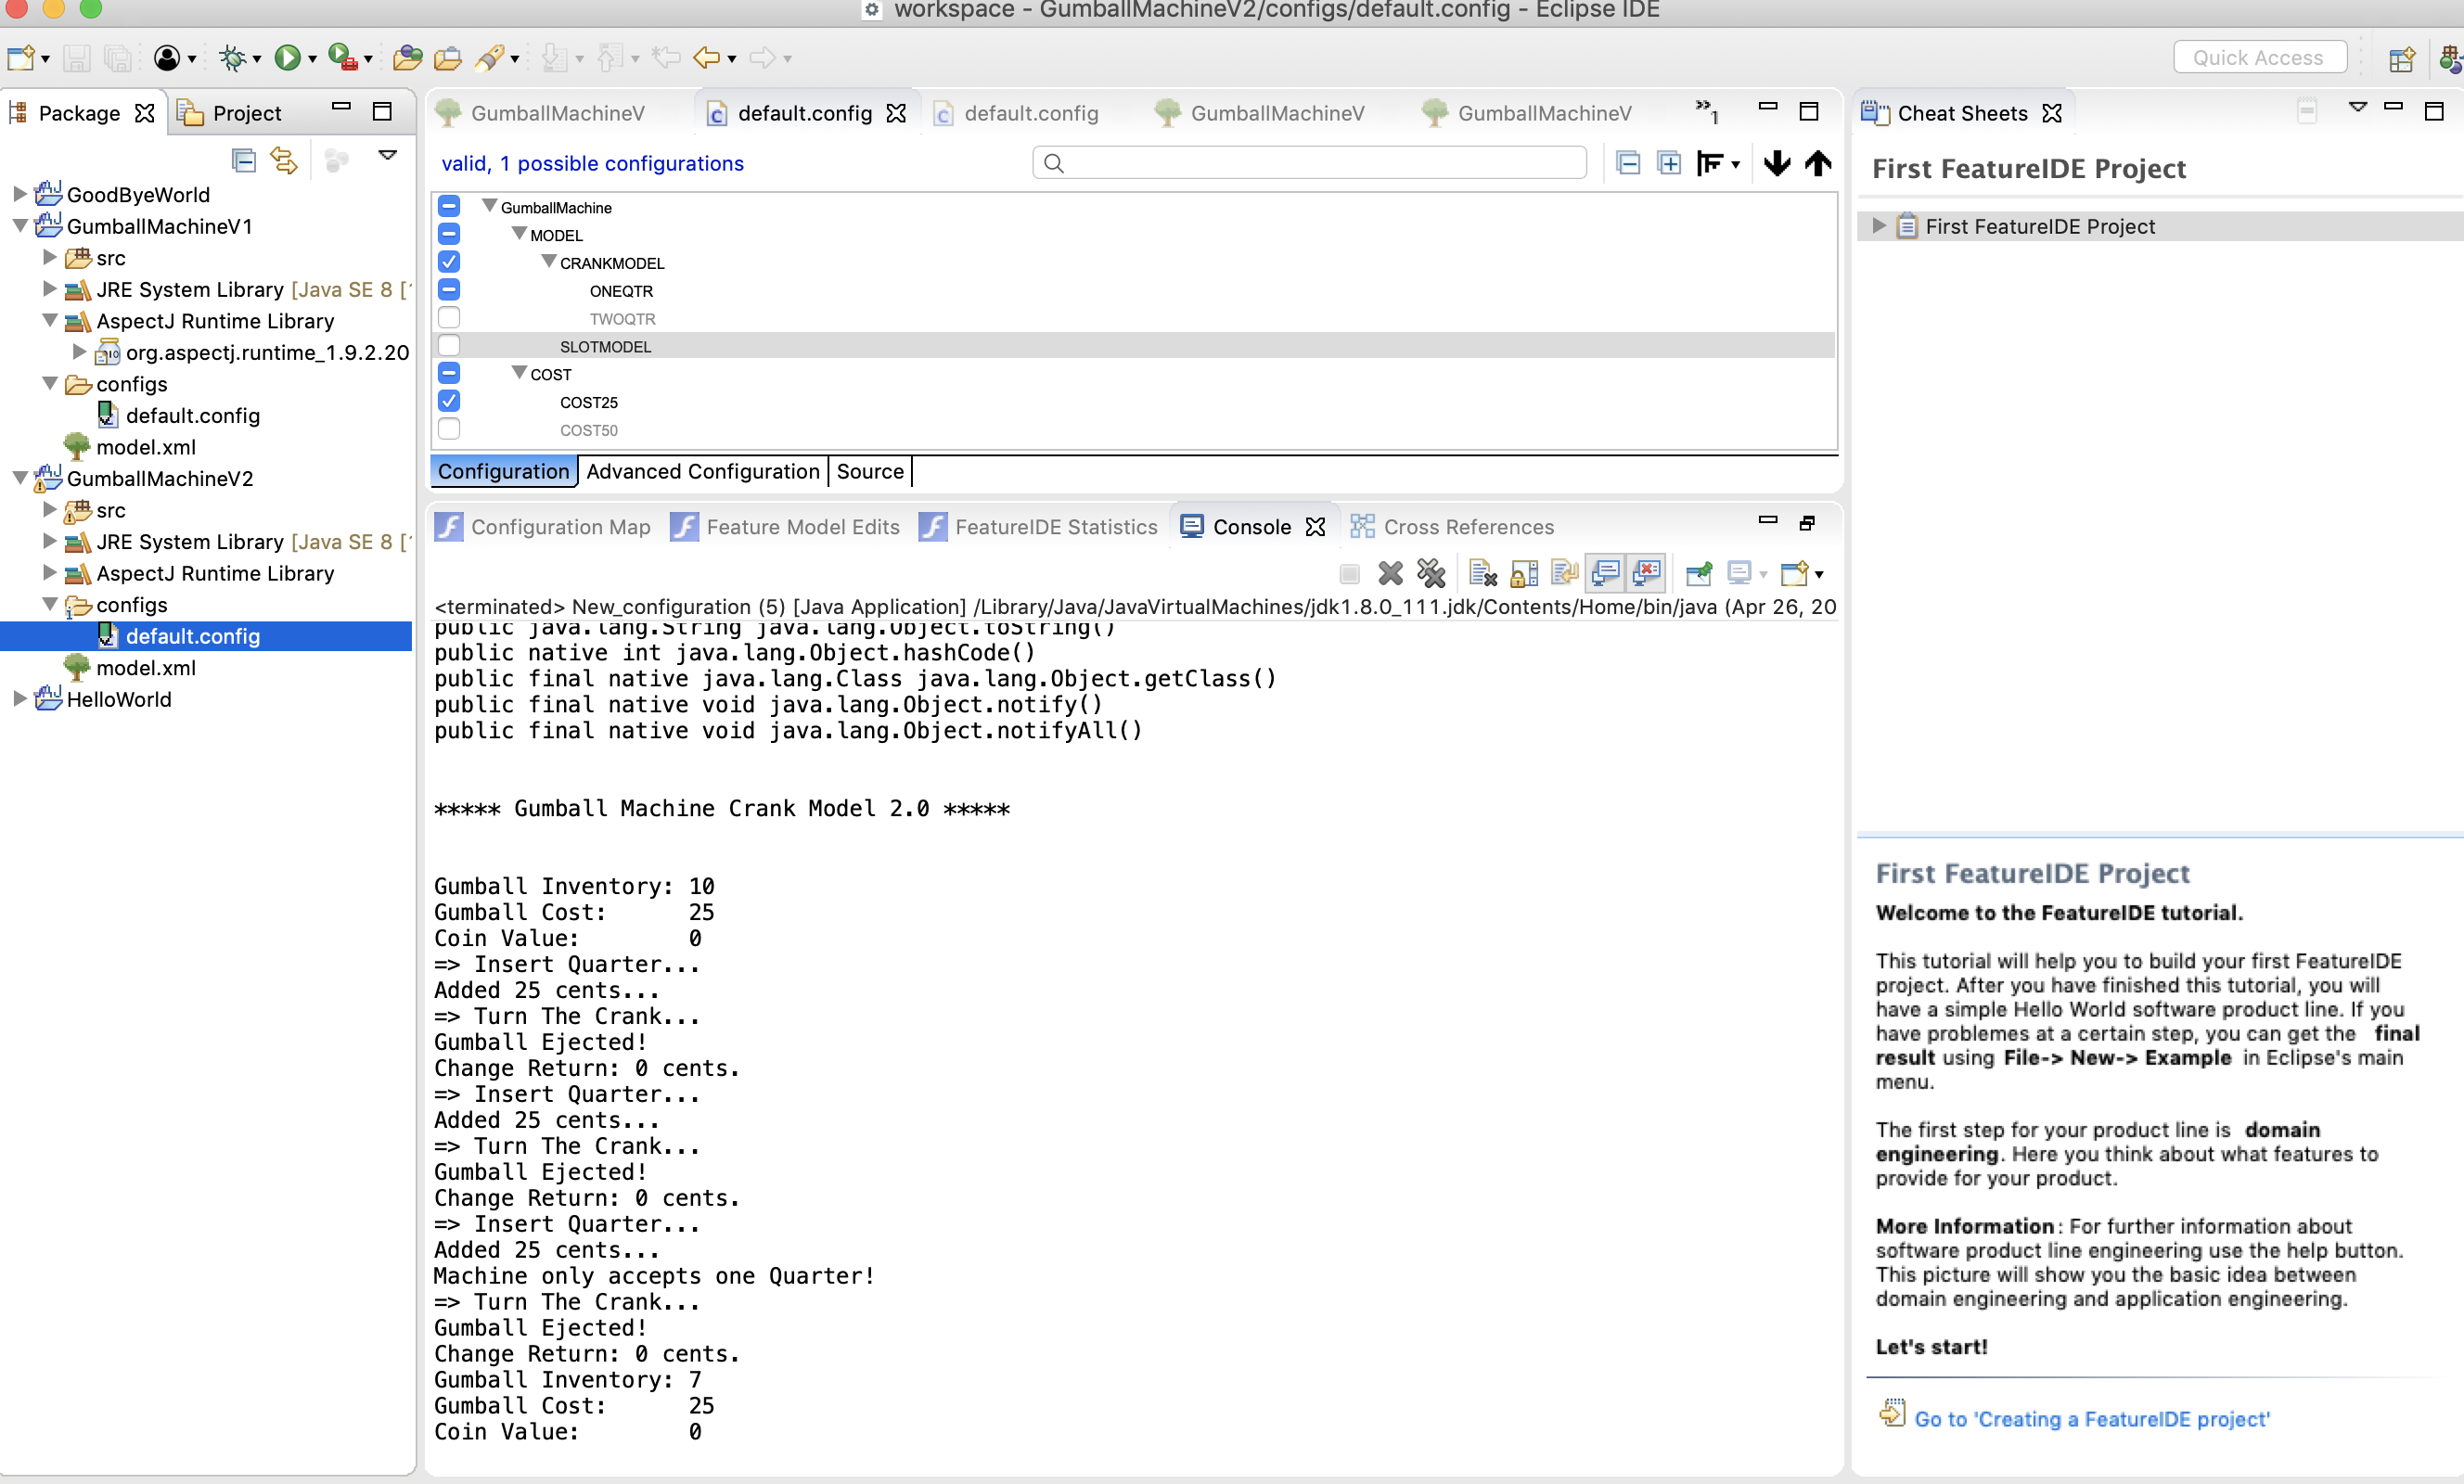 workspace - GumballMachineV2/configs/default.config - Eclipse IDE
Quick Access
Package
Project
GoodByeWorld
GumballMachineV1
src
JRE System Library [Java SE 8 [
AspectJ Runtime Library
org.aspectj.runtime_1.9.2.20
configs
default.config
model.xml
GumballMachineV2
src
JRE System Library [Java SE 8 [
AspectJ Runtime Library
configs
default.config
model.xml
HelloWorld
GumballMachineV
default.config
default.config
GumballMachineV
GumballMachineV
»1
valid, 1 possible configurations
GumballMachine
MODEL
CRANKMODEL
ONEQTR
TWOQTR
SLOTMODEL
COST
COST25
COST50
Configuration
Advanced Configuration
Source
Configuration Map
Feature Model Edits
FeatureIDE Statistics
Console
Cross References
<terminated> New_configuration (5) [Java Application] /Library/Java/JavaVirtualMachines/jdk1.8.0_111.jdk/Contents/Home/bin/java (Apr 26, 20
public java.lang.String java.lang.Object.toString()
public native int java.lang.Object.hashCode()
public final native java.lang.Class java.lang.Object.getClass()
public final native void java.lang.Object.notify()
public final native void java.lang.Object.notifyAll()
***** Gumball Machine Crank Model 2.0 *****
Gumball Inventory: 10
Gumball Cost: 25
Coin Value: 0
=> Insert Quarter...
Added 25 cents...
=> Turn The Crank...
Gumball Ejected!
Change Return: 0 cents.
=> Insert Quarter...
Added 25 cents...
=> Turn The Crank...
Gumball Ejected!
Change Return: 0 cents.
=> Insert Quarter...
Added 25 cents...
Machine only accepts one Quarter!
=> Turn The Crank...
Gumball Ejected!
Change Return: 0 cents.
Gumball Inventory: 7
Gumball Cost: 25
Coin Value: 0
Cheat Sheets
First FeatureIDE Project
First FeatureIDE Project
First FeatureIDE Project
Welcome to the FeatureIDE tutorial.
This tutorial will help you to build your first FeatureIDE
project. After you have finished this tutorial, you will
have a simple Hello World software product line. If you
have problemes at a certain step, you can get the final
result using File-> New-> Example in Eclipse's main
menu.
The first step for your product line is domain
engineering. Here you think about what features to
provide for your product.
More Information: For further information about
software product line engineering use the help button.
This picture will show you the basic idea between
domain engineering and application engineering.
Let's start!
Go to 'Creating a FeatureIDE project'